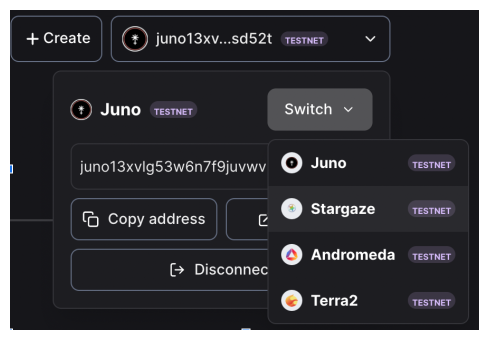 + Create
juno13xv...sd52t TESTNET
Juno TESTNET
Switch
juno13xvlg53w6n7f9juvwv
Juno TESTNET
Copy address
Stargaze TESTNET
Andromeda TESTNET
Disconnec
Terra2 TESTNET